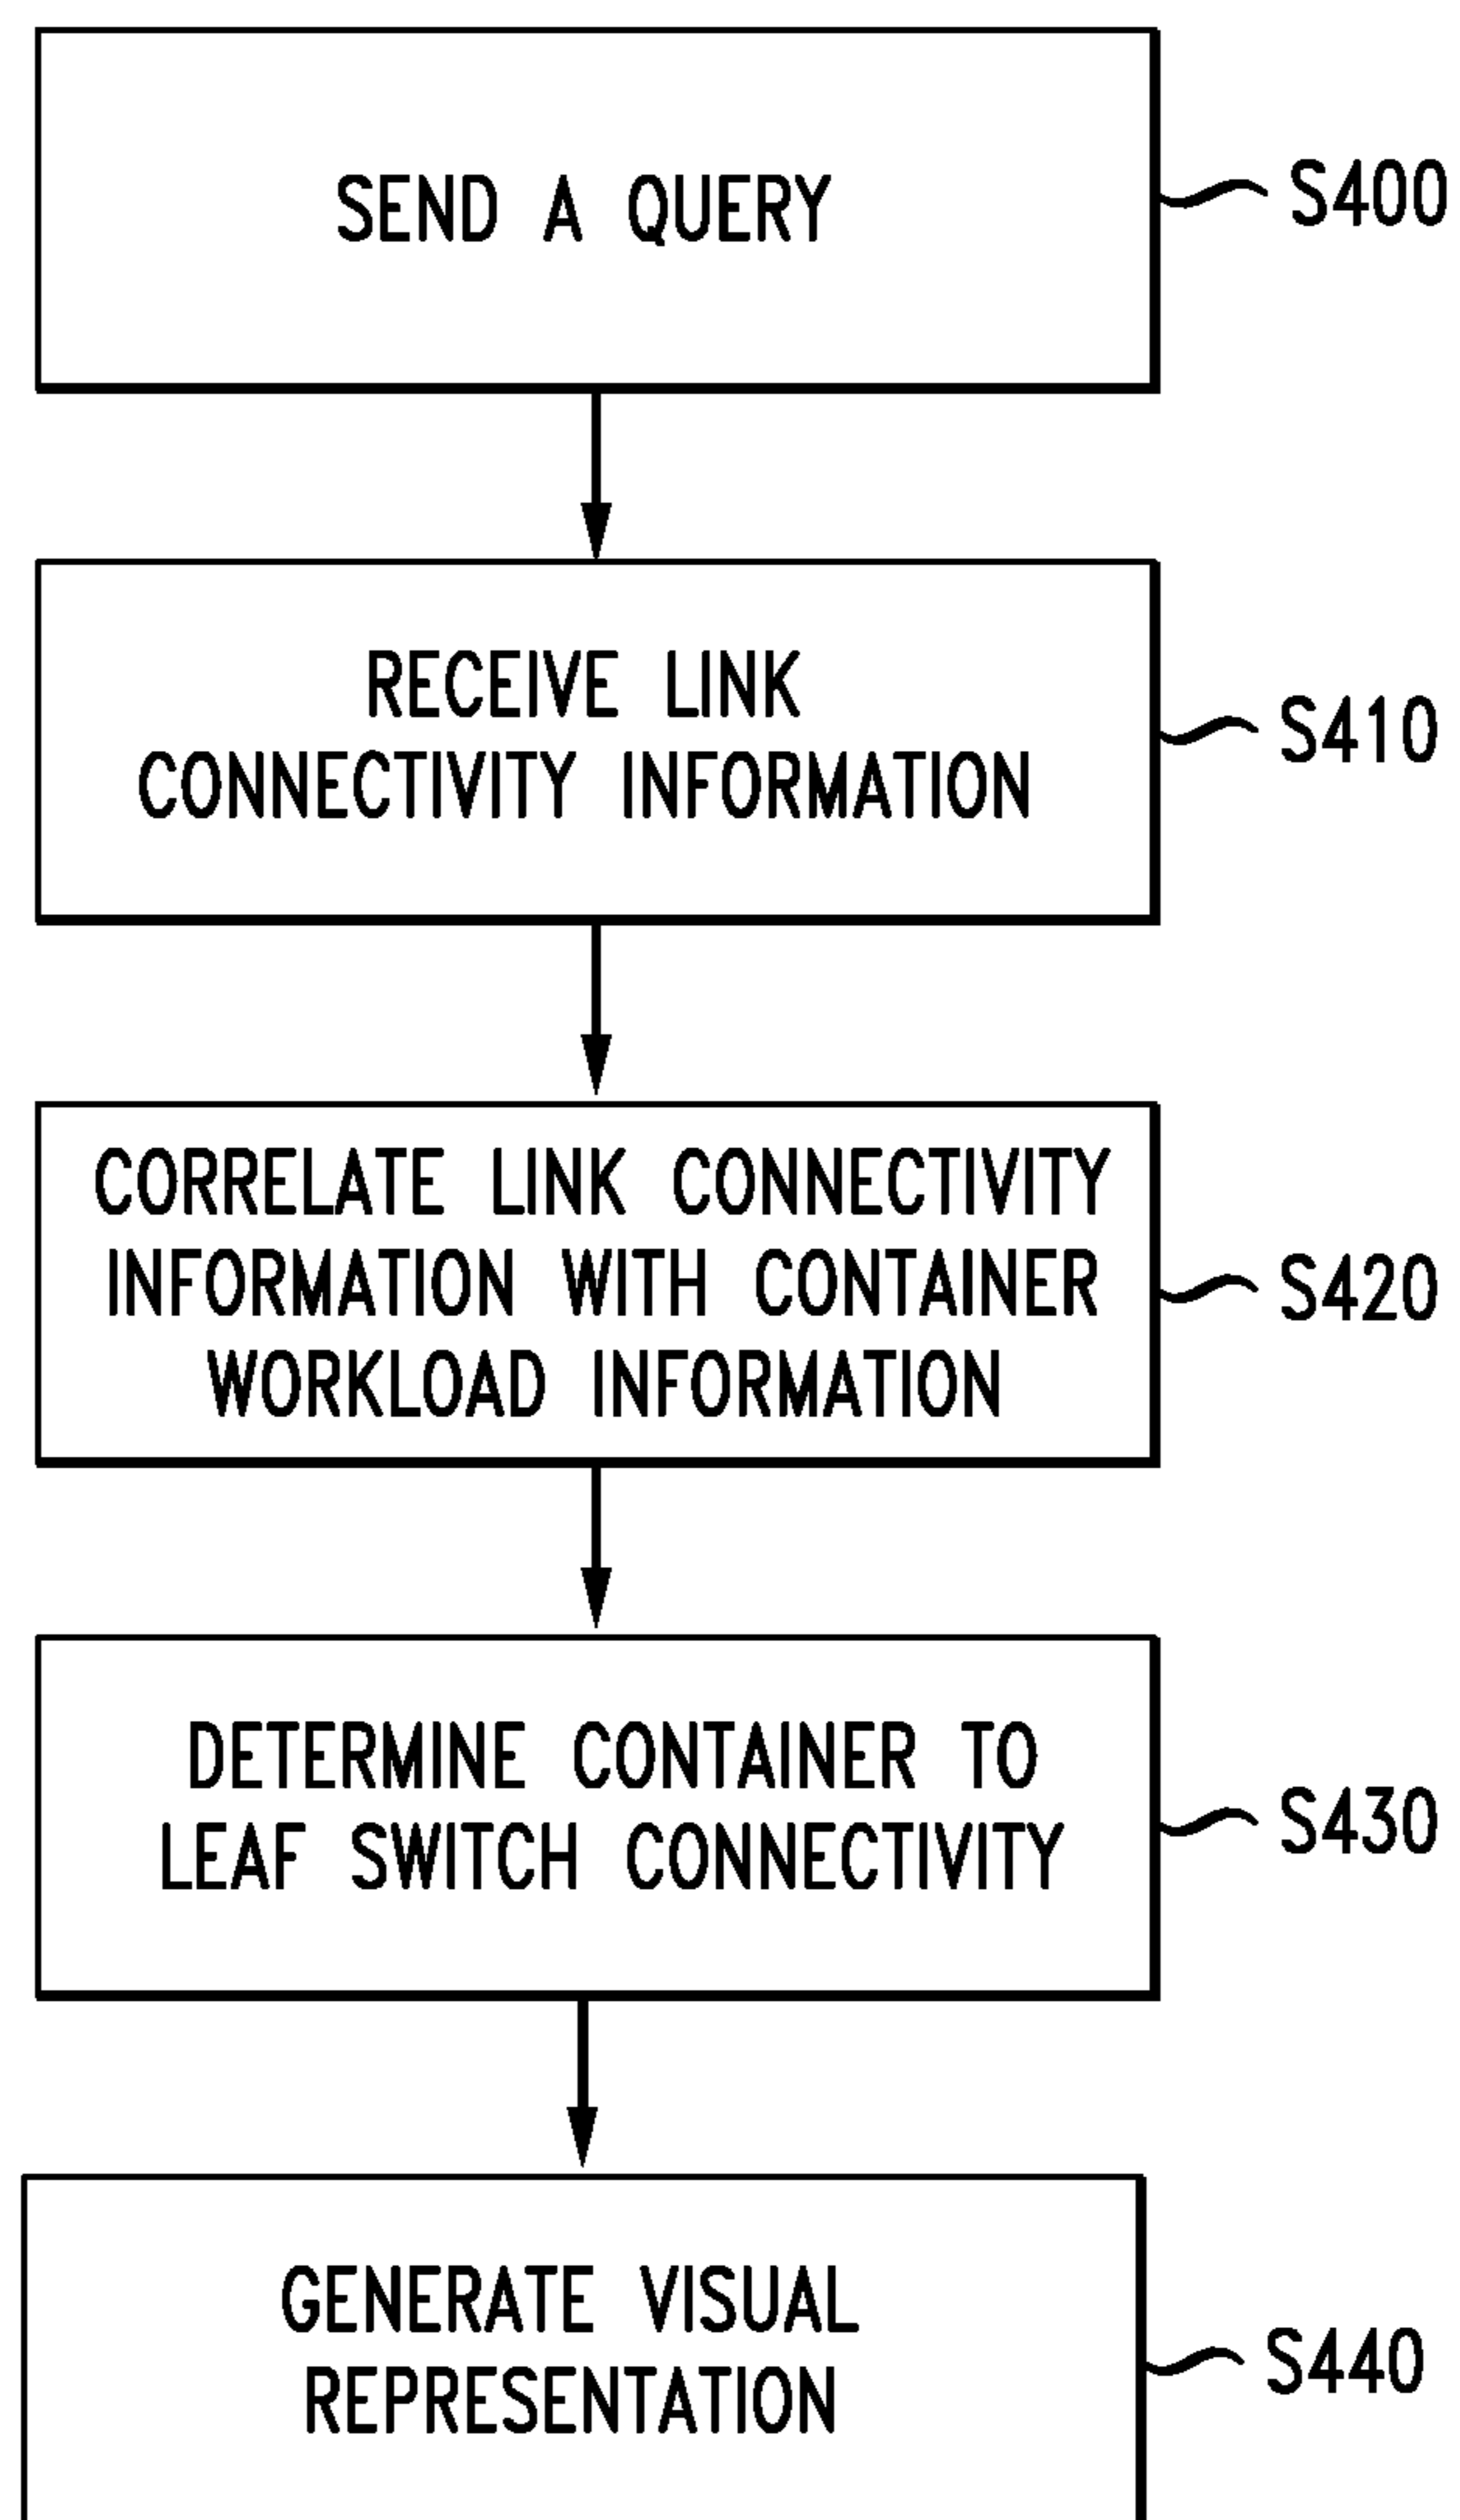 SEND A QUERY
S400
RECEIVE LINK
CONNECTIVITY INFORMATION
S410
CORRELATE LINK CONNECTIVITY
INFORMATION WITH CONTAINER
WORKLOAD INFORMATION
S420
DETERMINE CONTAINER TO
LEAF SWITCH CONNECTIVITY
S430
GENERATE VISUAL
REPRESENTATION
S440